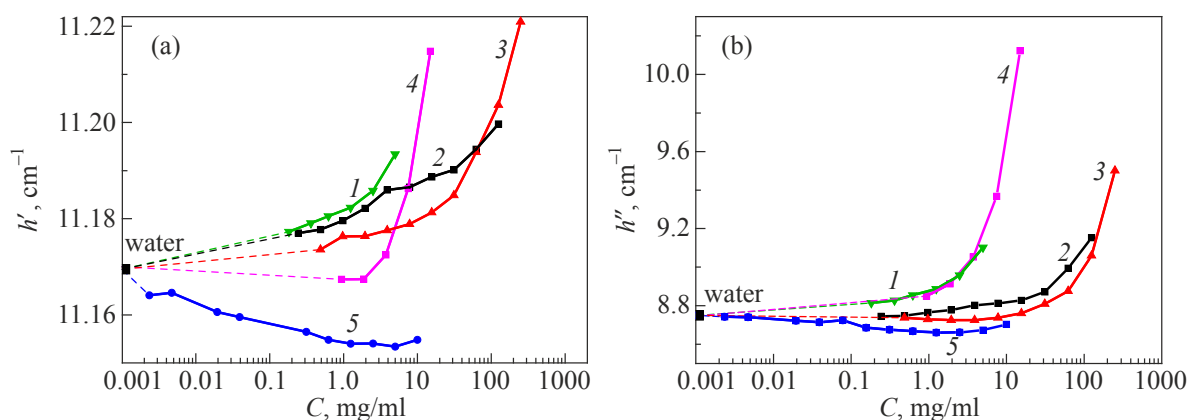 (a)
h′, cm⁻¹
11.22
11.20
11.18
11.16
water
1
2
3
4
5
0.001 0.01 0.1 1.0 10 100 1000
C, mg/ml
(b)
h″, cm⁻¹
10.0
9.6
9.2
8.8
water
1
2
3
4
5
0.001 0.01 0.1 1.0 10 100 1000
C, mg/ml